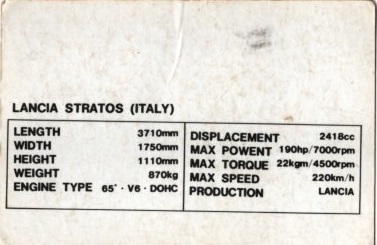 LANCIA STRATOS (ITALY)
LENGTH 3710mm
WIDTH 1750mm
HEIGHT 1110mm
WEIGHT 870kg
ENGINE TYPE 65° · V6 · DOHC
DISPLACEMENT 2418cc
MAX POWENT 190hp/7000rpm
MAX TORQUE 22kgm/4500rpm
MAX SPEED 220km/h
PRODUCTION LANCIA